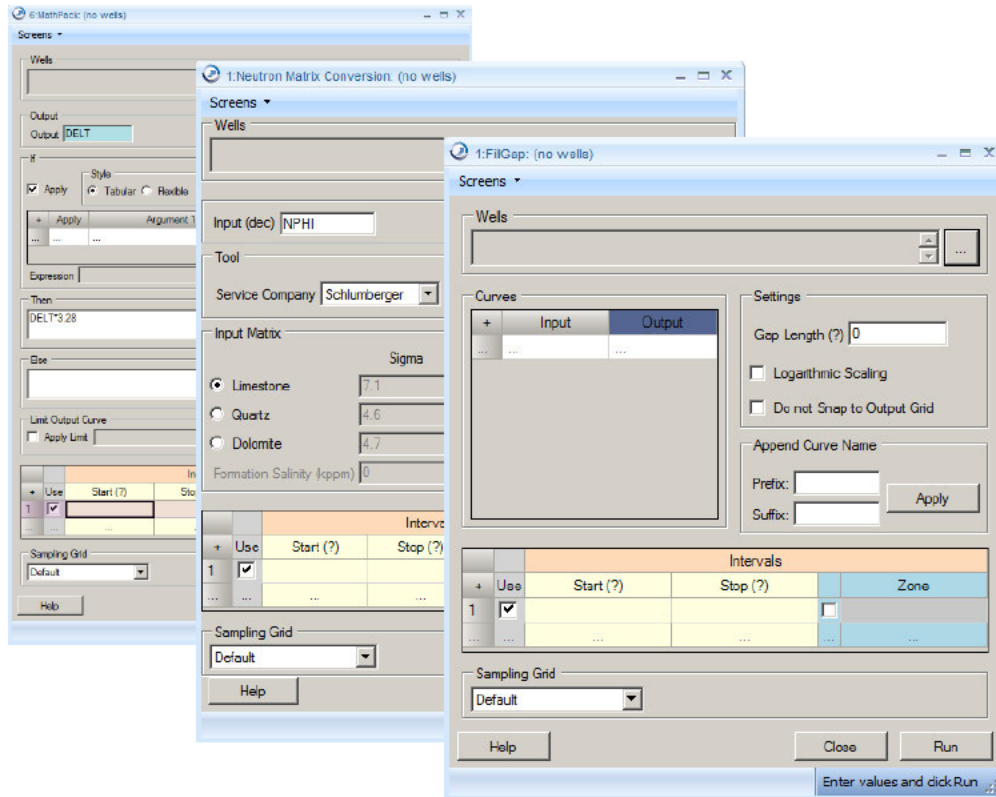 6:MathPack: (no wells)
Screens
Wells
Output
Output DELT
If
Style
Apply Tabular Flexible
+ Apply Argument T
... ... ...
Expression
Then
DELT*3.28
Else
Limit Output Curve
Apply Limit
In
+ Use Start (?) Sto
1
... ... ...
Sampling Grid
Default
Help
1:Neutron Matrix Conversion: (no wells)
Screens
Wells
Input (dec) NPHI
Tool
Service Company Schlumberger
Input Matrix
Sigma
Limestone 7.1
Quartz 4.6
Dolomite 4.7
Formation Salinity (kppm) 0
Interva
+ Use Start (?) Stop (?)
1
... ... ... ...
Sampling Grid
Default
Help
1:FillGap: (no wells)
Screens
Wells
...
Curves
+ Input Output
... ... ...
Settings
Gap Length (?) 0
Logarithmic Scaling
Do not Snap to Output Grid
Append Curve Name
Prefix:
Suffix:
Apply
Intervals
+ Use Start (?) Stop (?) Zone
1
... ... ... ... ... ...
Sampling Grid
Default
Help Close Run
Enter values and click Run